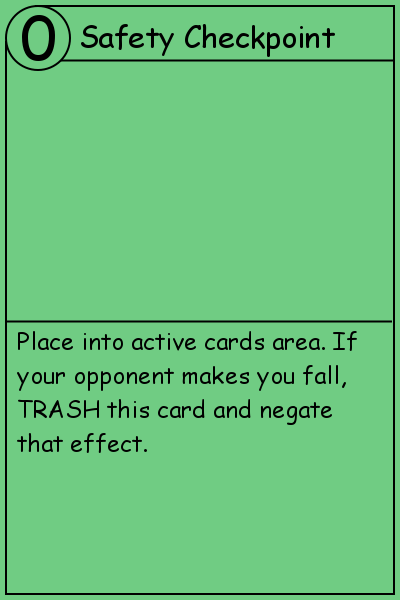 0 Safety Checkpoint
Place into active cards area. If
your opponent makes you fall,
TRASH this card and negate
that effect.